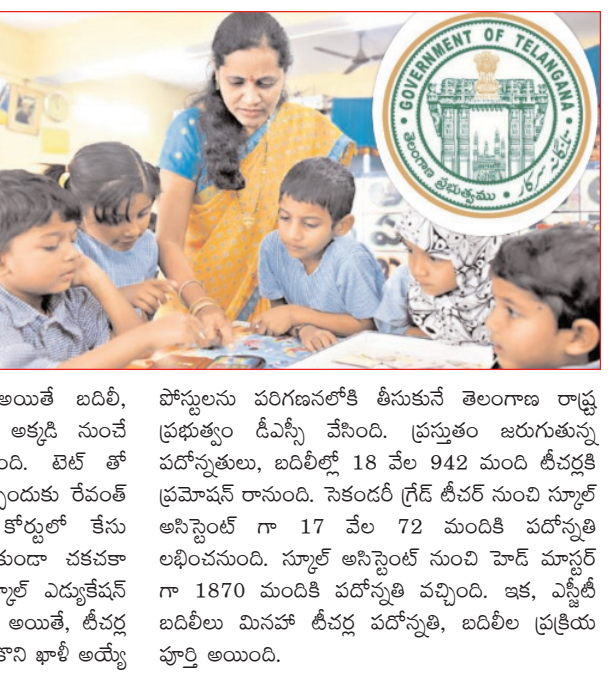 GOVERNMENT OF TELANGANA
తెలంగాణ ప్రభుత్వము
అయితే బదిలీ,
అక్కడి నుంచే
ంది. టెట్ తో
్పందుకు రేవంత్
కోర్టులో కేసు
కుండా చకచకా
్కూల్ ఎడ్యుకేషన్
అయితే, టీచర్ల
కొని ఖాళీ అయ్యే
పోస్టులను పరిగణనలోకి తీసుకునే తెలంగాణ రాష్ట్ర
ప్రభుత్వం డీఎస్సీ వేసింది. ప్రస్తుతం జరుగుతున్న
పదోన్నతులు, బదిలీల్లో 18 వేల 942 మంది టీచర్లకి
ప్రమోషన్ రానుంది. సెకండరీ గ్రేడ్ టీచర్ నుంచి స్కూల్
అసిస్టెంట్ గా 17 వేల 72 మందికి పదోన్నతి
లభించనుంది. స్కూల్ అసిస్టెంట్ నుంచి హెడ్ మాస్టర్
గా 1870 మందికి పదోన్నతి వచ్చింది. ఇక, ఎస్జీటీ
బదిలీలు మినహా టీచర్ల పదోన్నతి, బదిలీల ప్రక్రియ
పూర్తి అయింది.